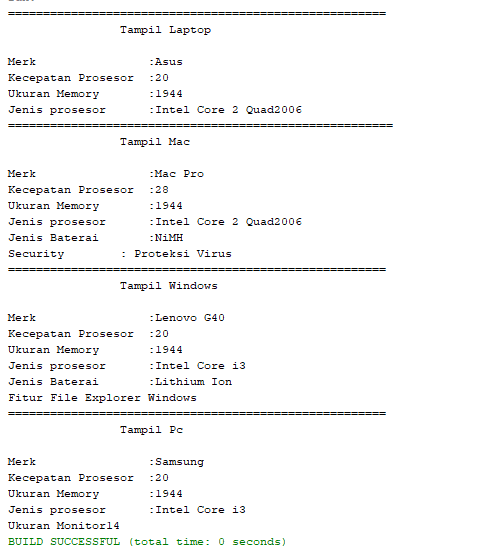 =======================================================
                Tampil Laptop
Merk                :Asus
Kecepatan Prosesor  :20
Ukuran Memory       :1944
Jenis prosesor      :Intel Core 2 Quad2006
========================================================
                Tampil Mac
Merk                :Mac Pro
Kecepatan Prosesor  :28
Ukuran Memory       :1944
Jenis prosesor      :Intel Core 2 Quad2006
Jenis Baterai       :NiMH
Security        : Proteksi Virus
=======================================================
                Tampil Windows
Merk                :Lenovo G40
Kecepatan Prosesor  :20
Ukuran Memory       :1944
Jenis prosesor      :Intel Core i3
Jenis Baterai       :Lithium Ion
Fitur File Explorer Windows
=======================================================
                Tampil Pc
Merk                :Samsung
Kecepatan Prosesor  :20
Ukuran Memory       :1944
Jenis prosesor      :Intel Core i3
Ukuran Monitor14
BUILD SUCCESSFUL (total time: 0 seconds)